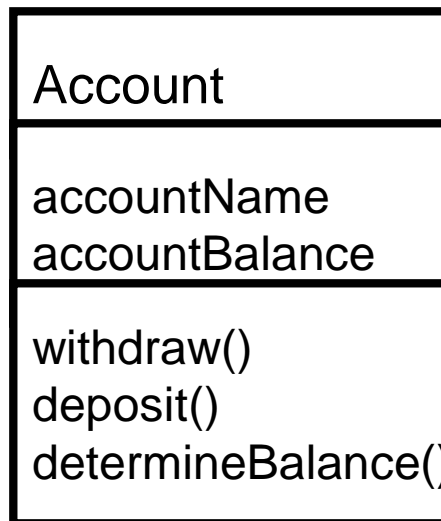 Account
accountName
accountBalance
withdraw()
deposit()
determineBalance()